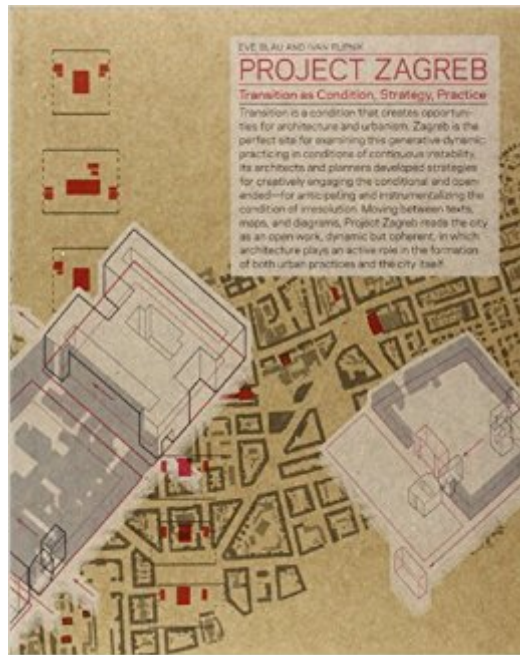 EVE BLAU AND IVAN RUPNIK
PROJECT ZAGREB
Transition as Condition, Strategy, Practice
Transition is a condition that creates opportuni-
ties for architecture and urbanism. Zagreb is the
perfect site for examining this generative dynamic:
practicing in conditions of continuous instability,
its architects and planners developed strategies
for creatively engaging the conditional and open-
ended—for anticipating and instrumentalizing the
condition of irresolution. Moving between texts,
maps, and diagrams, Project Zagreb reads the city
as an open work, dynamic but coherent, in which
architecture plays an active role in the formation
of both urban practices and the city itself.